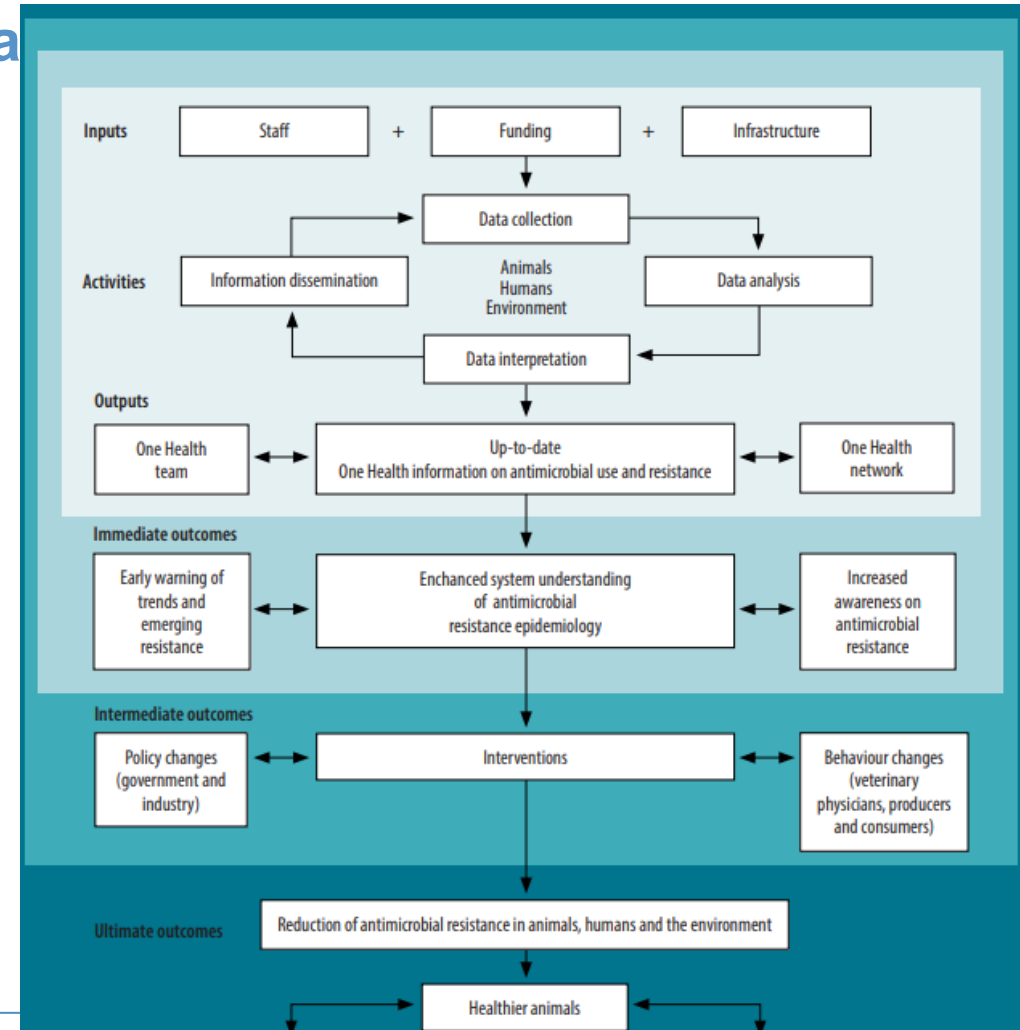 a
Inputs
Staff
+
Funding
+
Infrastructure
Data collection
Activities
Information dissemination
Animals
Humans
Environment
Data analysis
Data interpretation
Outputs
One Health
team
Up-to-date
One Health information on antimicrobial use and resistance
One Health
network
Immediate outcomes
Early warning of
trends and
emerging
resistance
Enchanced system understanding
of antimicrobial
resistance epidemiology
Increased
awareness on
antimicrobial
resistance
Intermediate outcomes
Policy changes
(government and
industry)
Interventions
Behaviour changes
(veterinary
physicians, producers
and consumers)
Ultimate outcomes
Reduction of antimicrobial resistance in animals, humans and the environment
Healthier animals